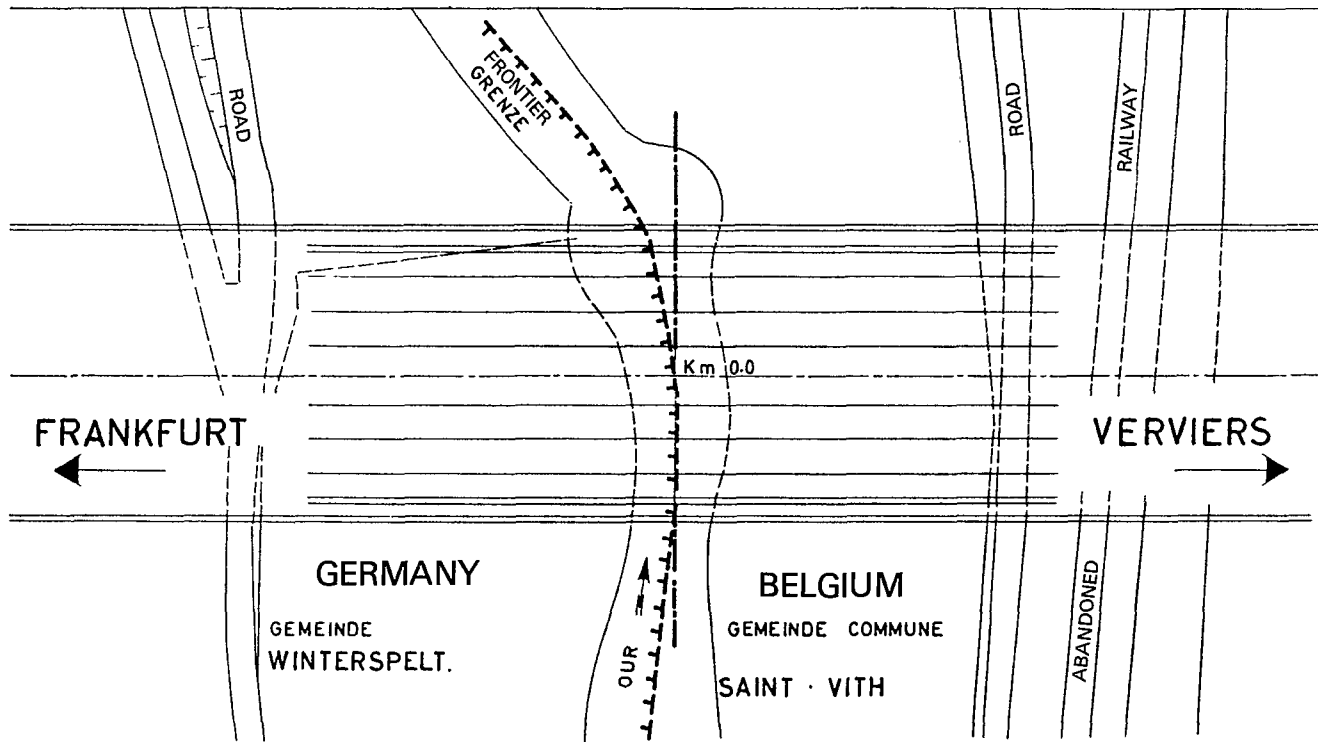 ROAD
FRONTIER
GRENZE
ROAD
RAILWAY
Km 0.0
FRANKFURT
VERVIERS
GERMANY
BELGIUM
GEMEINDE
WINTERSPELT.
OUR
GEMEINDE COMMUNE
SAINT · VITH
ABANDONED